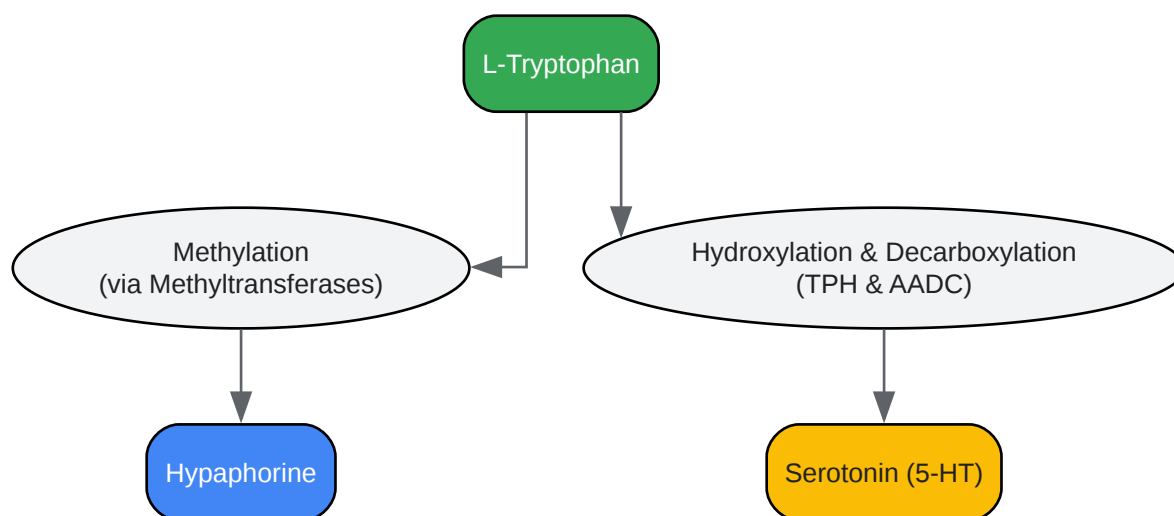 L-Tryptophan
Methylation
(via Methyltransferases)
Hydroxylation & Decarboxylation
(TPH & AADC)
Hypaphorine
Serotonin (5-HT)